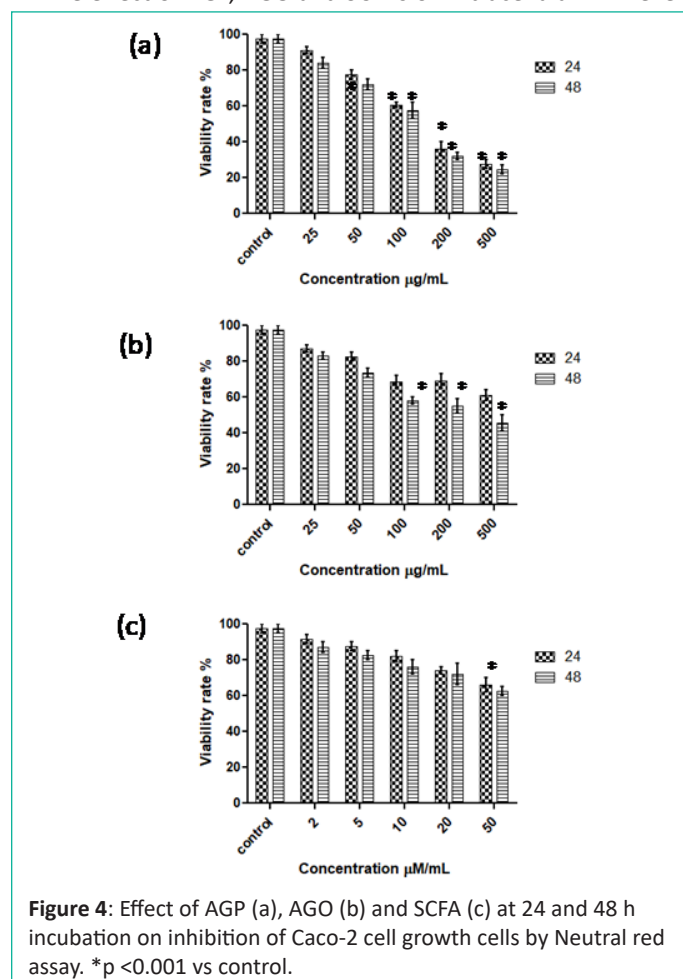 (a)
100
80
60
40
20
0
Viability rate %
* * * * * * *
24
48
control 25 50 100 200 500
Concentration μg/mL
(b)
100
80
60
40
20
0
Viability rate %
* * *
24
48
control 25 50 100 200 500
Concentration μg/mL
(c)
100
80
60
40
20
0
Viability rate %
*
24
48
control 2 5 10 20 50
Concentration μM/mL
Figure 4: Effect of AGP (a), AGO (b) and SCFA (c) at 24 and 48 h
incubation on inhibition of Caco-2 cell growth cells by Neutral red
assay. *p <0.001 vs control.